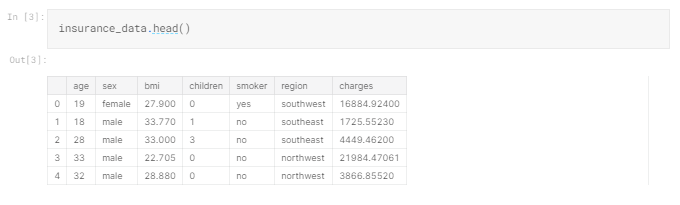 In [3]:
insurance_data.head()
Out[3]:
age sex bmi children smoker region charges
0 19 female 27.900 0 yes southwest 16884.92400
1 18 male 33.770 1 no southeast 1725.55230
2 28 male 33.000 3 no southeast 4449.46200
3 33 male 22.705 0 no northwest 21984.47061
4 32 male 28.880 0 no northwest 3866.85520